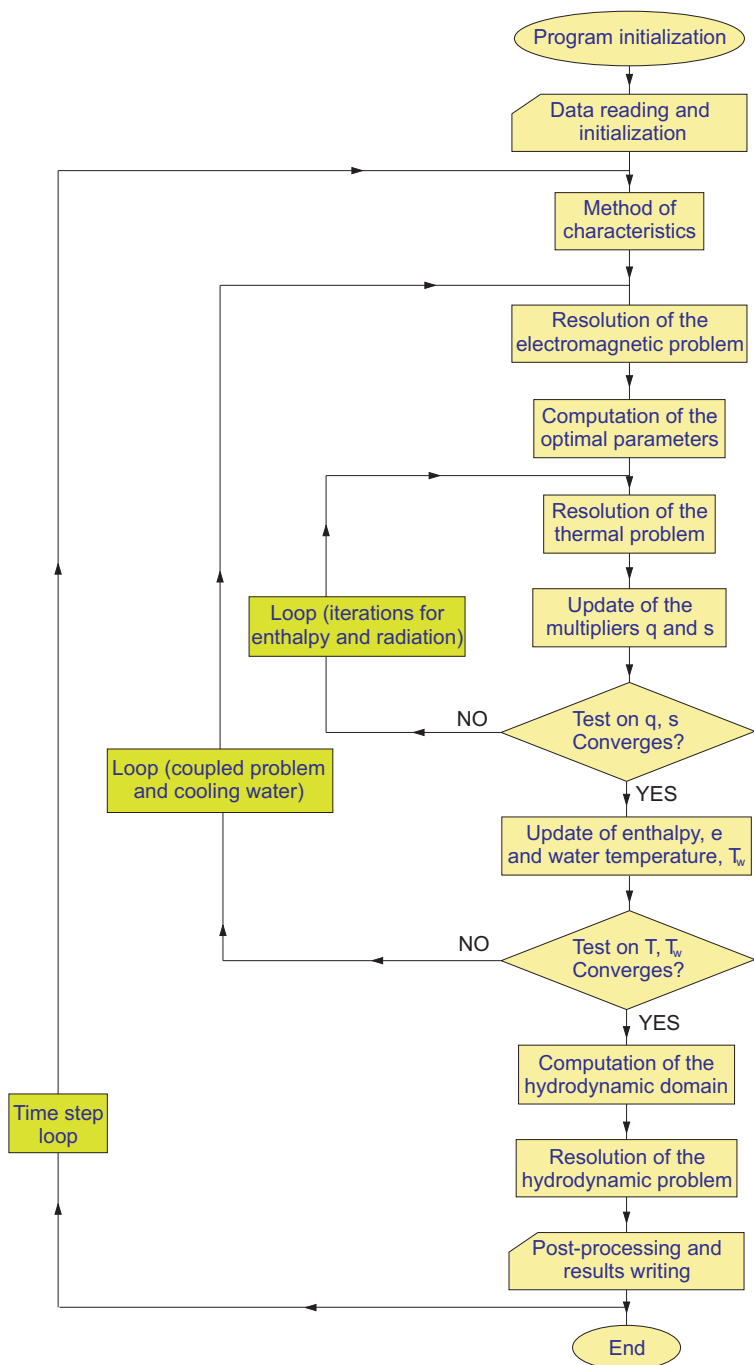 Program initialization
Data reading and
initialization
Method of
characteristics
Resolution of the
electromagnetic problem
Computation of the
optimal parameters
Resolution of the
thermal problem
Loop (iterations for
enthalpy and radiation)
Update of the
multipliers q and s
NO
Test on q, s
Converges?
Loop (coupled problem
and cooling water)
YES
Update of enthalpy, e
and water temperature, Tw
NO
Test on T, Tw
Converges?
YES
Computation of the
hydrodynamic domain
Time step
loop
Resolution of the
hydrodynamic problem
Post-processing and
results writing
End